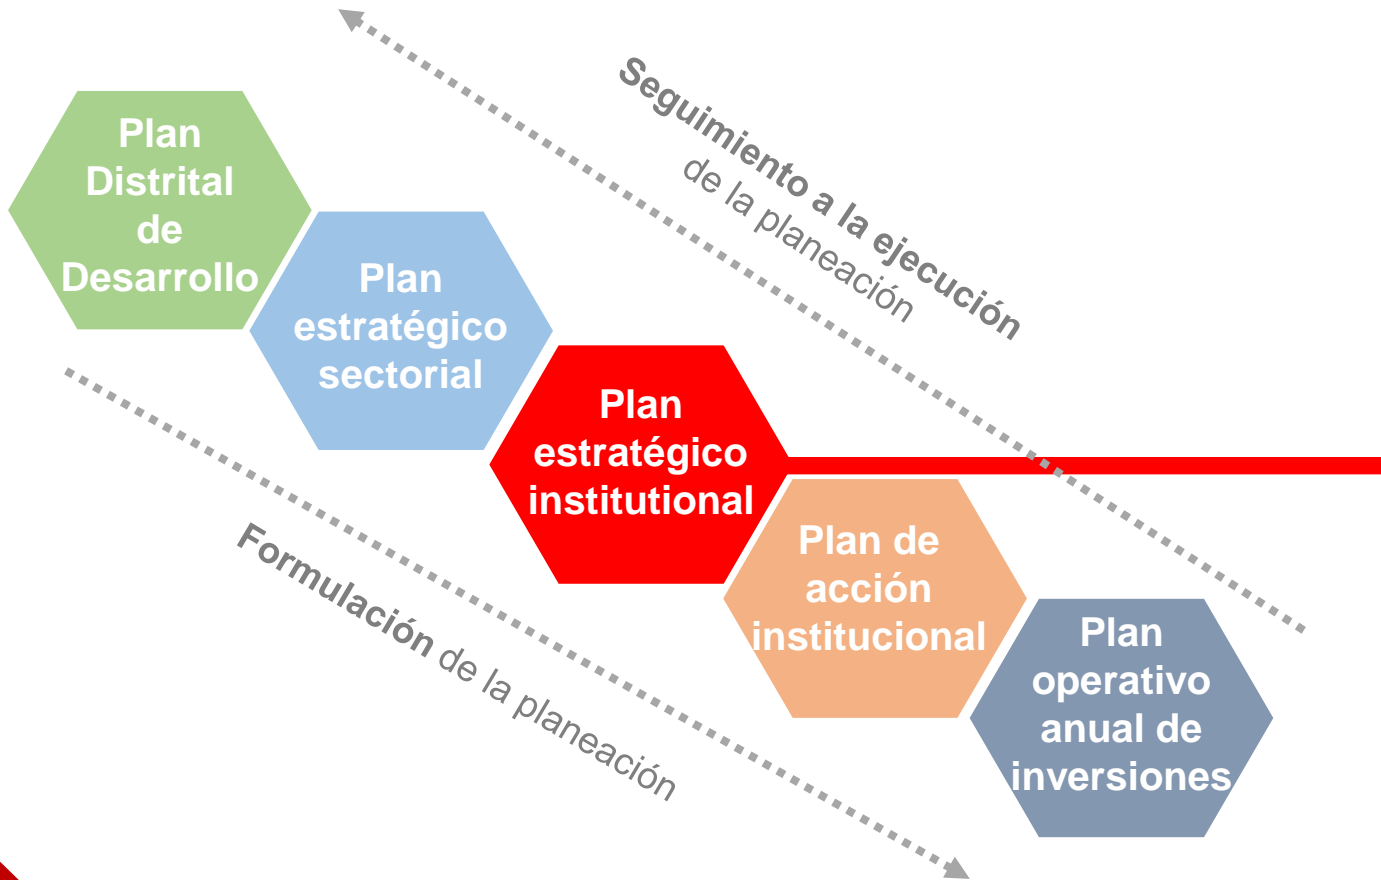 Plan
Distrital
de
Desarrollo
Plan
estratégico
sectorial
Plan
estratégico
institutional
Plan de
acción
institucional
Plan
operativo
anual de
inversiones
Seguimiento a la ejecución
de la planeación
Formulación de la planeación